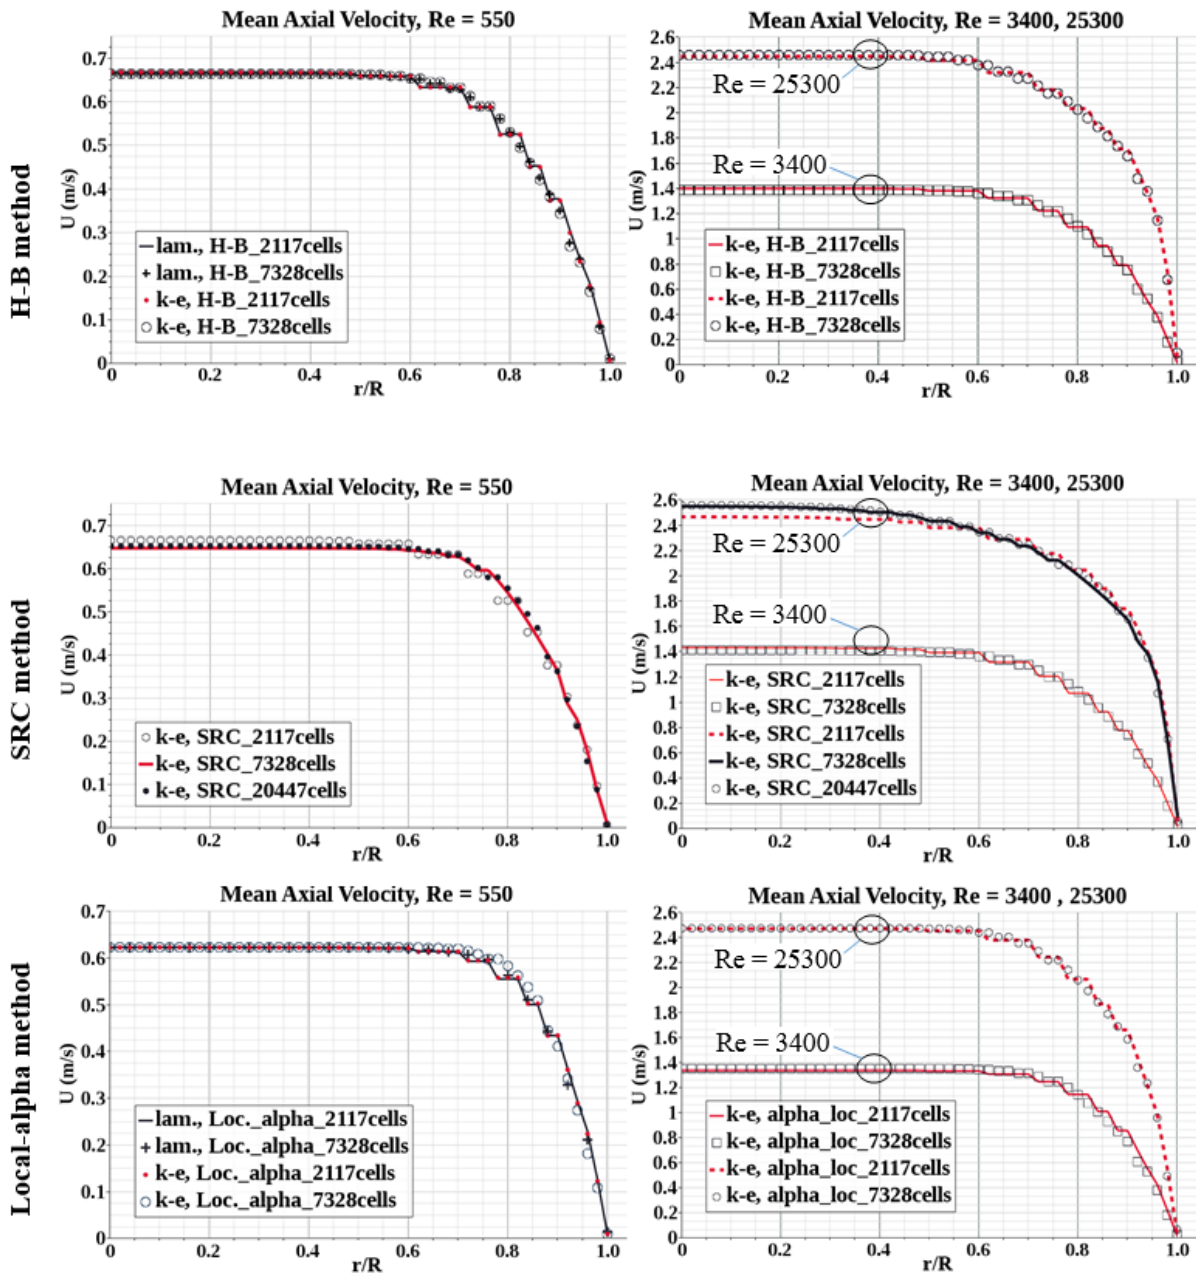 H-B method
Mean Axial Velocity, Re = 550
U (m/s)
0.7
0.6
0.5
0.4
0.3
0.2
0.1
0
lam., H-B_2117cells
lam., H-B_7328cells
k-e, H-B_2117cells
k-e, H-B_7328cells
0 0.2 0.4 0.6 0.8 1.0
r/R
Mean Axial Velocity, Re = 3400, 25300
U (m/s)
2.6
2.4
2.2
2
1.8
1.6
1.4
1.2
1
0.8
0.6
0.4
0.2
0
Re = 25300
Re = 3400
k-e, H-B_2117cells
k-e, H-B_7328cells
k-e, H-B_2117cells
k-e, H-B_7328cells
0 0.2 0.4 0.6 0.8 1.0
r/R
SRC method
Mean Axial Velocity, Re = 550
U (m/s)
0.7
0.6
0.5
0.4
0.3
0.2
0.1
0
k-e, SRC_2117cells
k-e, SRC_7328cells
k-e, SRC_20447cells
0 0.2 0.4 0.6 0.8 1.0
r/R
Mean Axial Velocity, Re = 3400, 25300
U (m/s)
2.6
2.4
2.2
2
1.8
1.6
1.4
1.2
1
0.8
0.6
0.4
0.2
0
Re = 25300
Re = 3400
k-e, SRC_2117cells
k-e, SRC_7328cells
k-e, SRC_2117cells
k-e, SRC_7328cells
k-e, SRC_20447cells
0 0.2 0.4 0.6 0.8 1.0
r/R
Local-alpha method
Mean Axial Velocity, Re = 550
U (m/s)
0.7
0.6
0.5
0.4
0.3
0.2
0.1
0
lam., Loc._alpha_2117cells
lam., Loc._alpha_7328cells
k-e, Loc._alpha_2117cells
k-e, Loc._alpha_7328cells
0 0.2 0.4 0.6 0.8 1.0
r/R
Mean Axial Velocity, Re = 3400 , 25300
U (m/s)
2.6
2.4
2.2
2
1.8
1.6
1.4
1.2
1
0.8
0.6
0.4
0.2
0
Re = 25300
Re = 3400
k-e, alpha_loc_2117cells
k-e, alpha_loc_7328cells
k-e, alpha_loc_2117cells
k-e, alpha_loc_7328cells
0 0.2 0.4 0.6 0.8 1.0
r/R